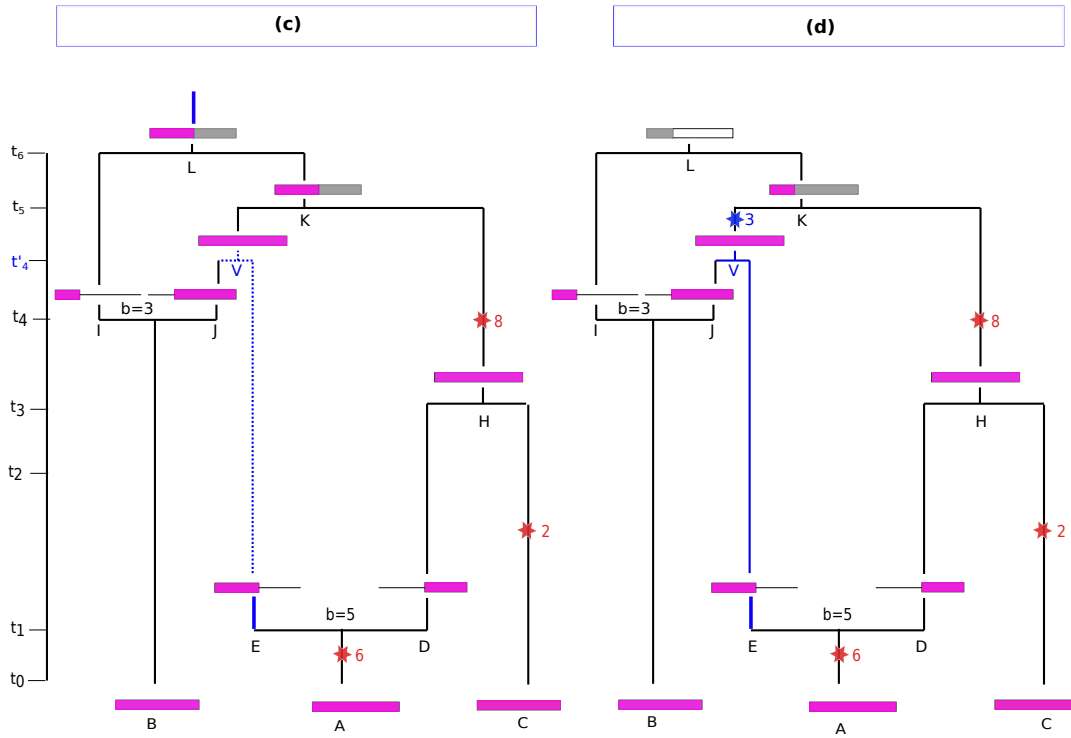 (c) (d)
t6 L L
t5 K 3 K
t'4 V V
b=3 b=3
t4 I J 8 I J 8
t3 H H
t2
2 2
b=5 b=5
t1 E D E D
6 6
t0
B A C B A C